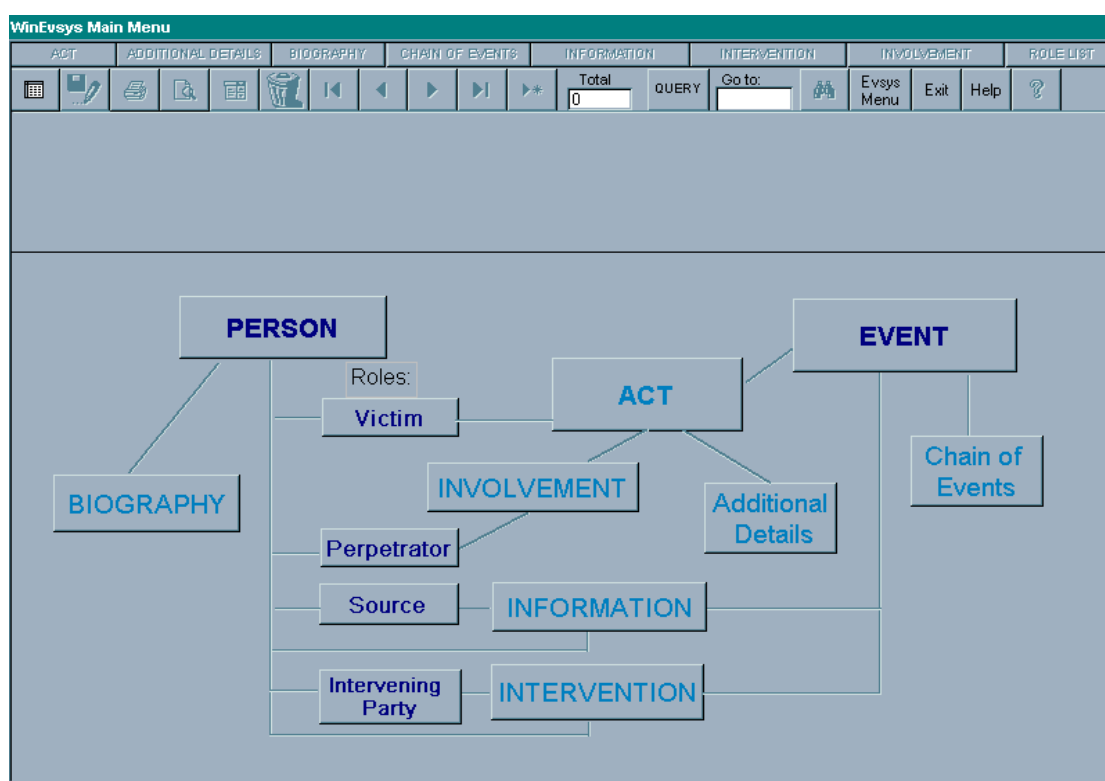 WinEvsys Main Menu
ACT ADDITIONAL DETAILS BIOGRAPHY CHAIN OF EVENTS INFORMATION INTERVENTION INVOLVEMENT ROLE LIST
Total
0
QUERY
Go to:
Evsys
Menu
Exit
Help
PERSON
EVENT
Roles:
ACT
Victim
Chain of
Events
INVOLVEMENT
BIOGRAPHY
Additional
Details
Perpetrator
Source
INFORMATION
Intervening
Party
INTERVENTION